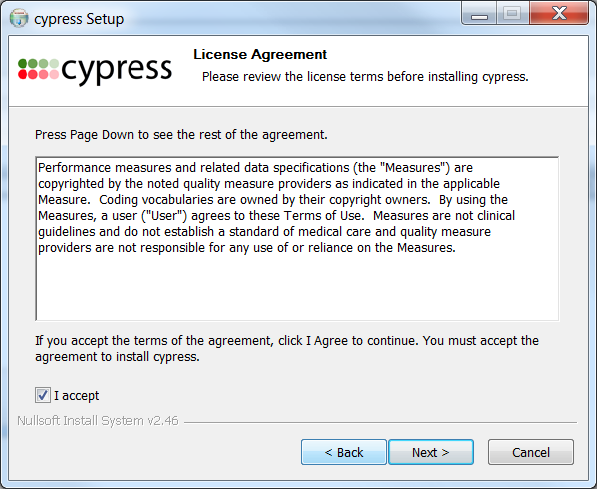 cypress Setup
License Agreement
Please review the license terms before installing cypress.
cypress
Press Page Down to see the rest of the agreement.
Performance measures and related data specifications (the "Measures") are
copyrighted by the noted quality measure providers as indicated in the applicable
Measure.  Coding vocabularies are owned by their copyright owners.  By using the
Measures, a user ("User") agrees to these Terms of Use.  Measures are not clinical
guidelines and do not establish a standard of medical care and quality measure
providers are not responsible for any use of or reliance on the Measures.
If you accept the terms of the agreement, click I Agree to continue. You must accept the
agreement to install cypress.
I accept
Nullsoft Install System v2.46
< Back
Next >
Cancel